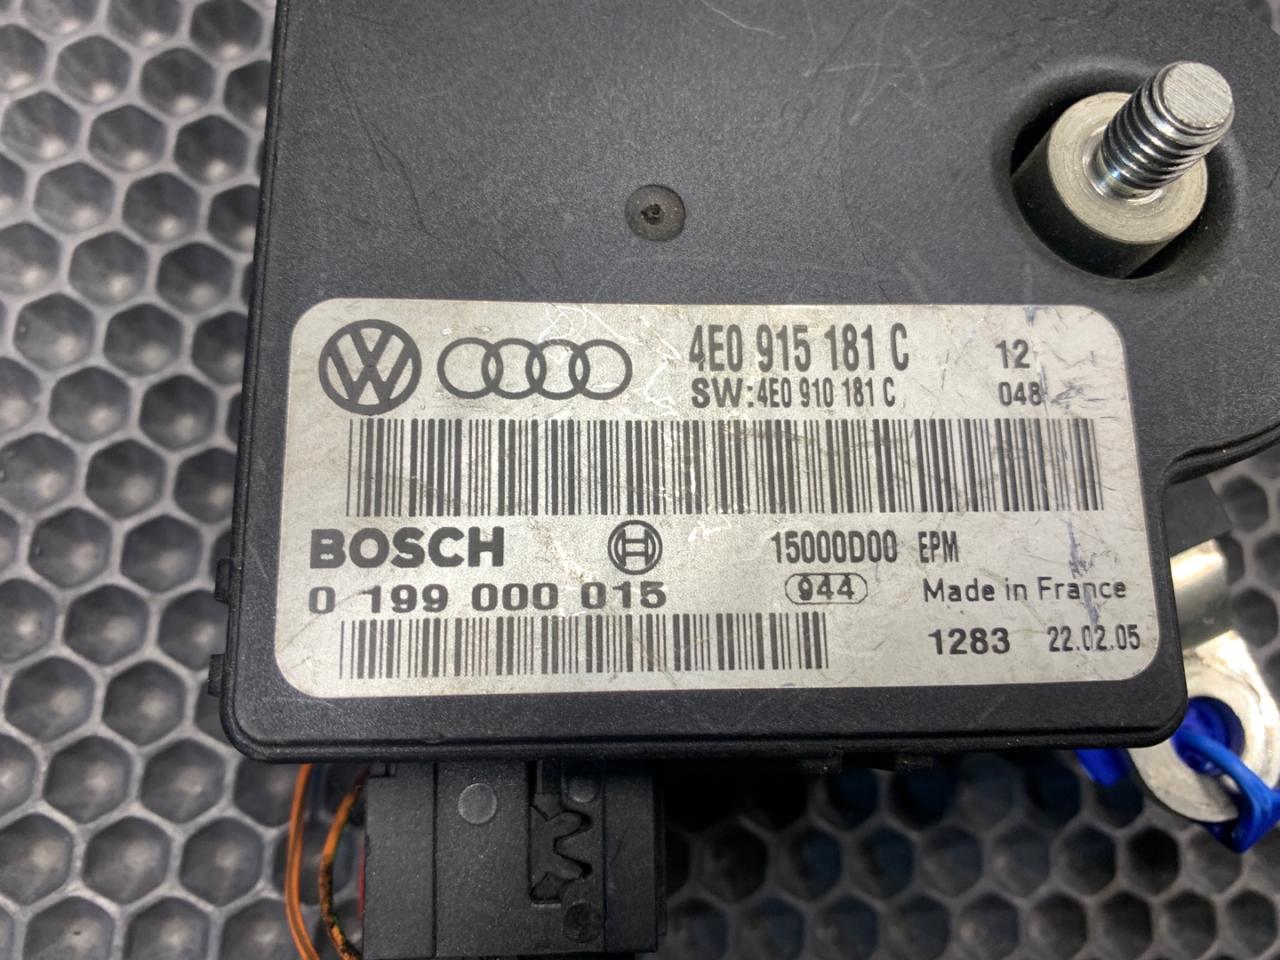 4E0 915 181 C 12
SW:4E0 910 181 C 048
BOSCH 15000D00 EPM
0 199 000 015 944 Made in France
1283 22.02.05